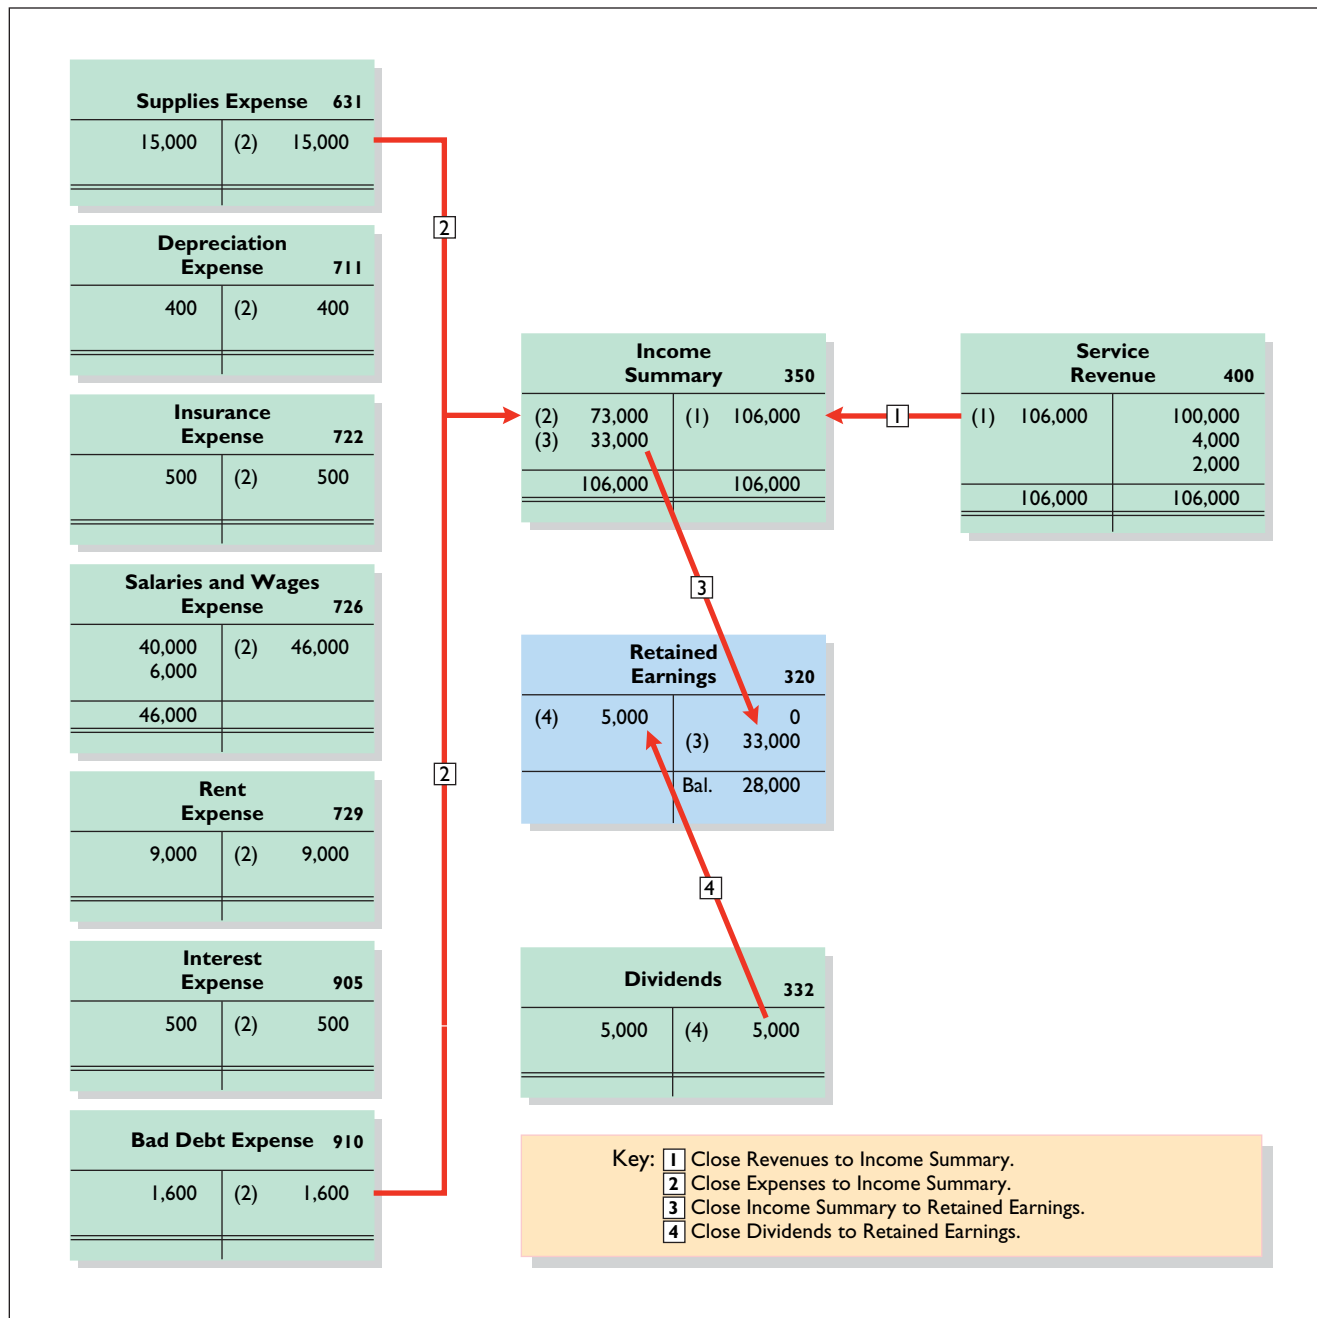 Supplies Expense 631
15,000 (2) 15,000
Depreciation
Expense 711
400 (2) 400
Insurance
Expense 722
500 (2) 500
Salaries and Wages
Expense 726
40,000 (2) 46,000
6,000
46,000
Rent
Expense 729
9,000 (2) 9,000
Interest
Expense 905
500 (2) 500
Bad Debt Expense 910
1,600 (2) 1,600
2
2
Income
Summary 350
(2) 73,000 (1) 106,000
(3) 33,000
106,000 106,000
1
Service
Revenue 400
(1) 106,000 100,000
4,000
2,000
106,000 106,000
3
Retained
Earnings 320
(4) 5,000 0
(3) 33,000
Bal. 28,000
4
Dividends 332
5,000 (4) 5,000
Key: 1 Close Revenues to Income Summary.
2 Close Expenses to Income Summary.
3 Close Income Summary to Retained Earnings.
4 Close Dividends to Retained Earnings.